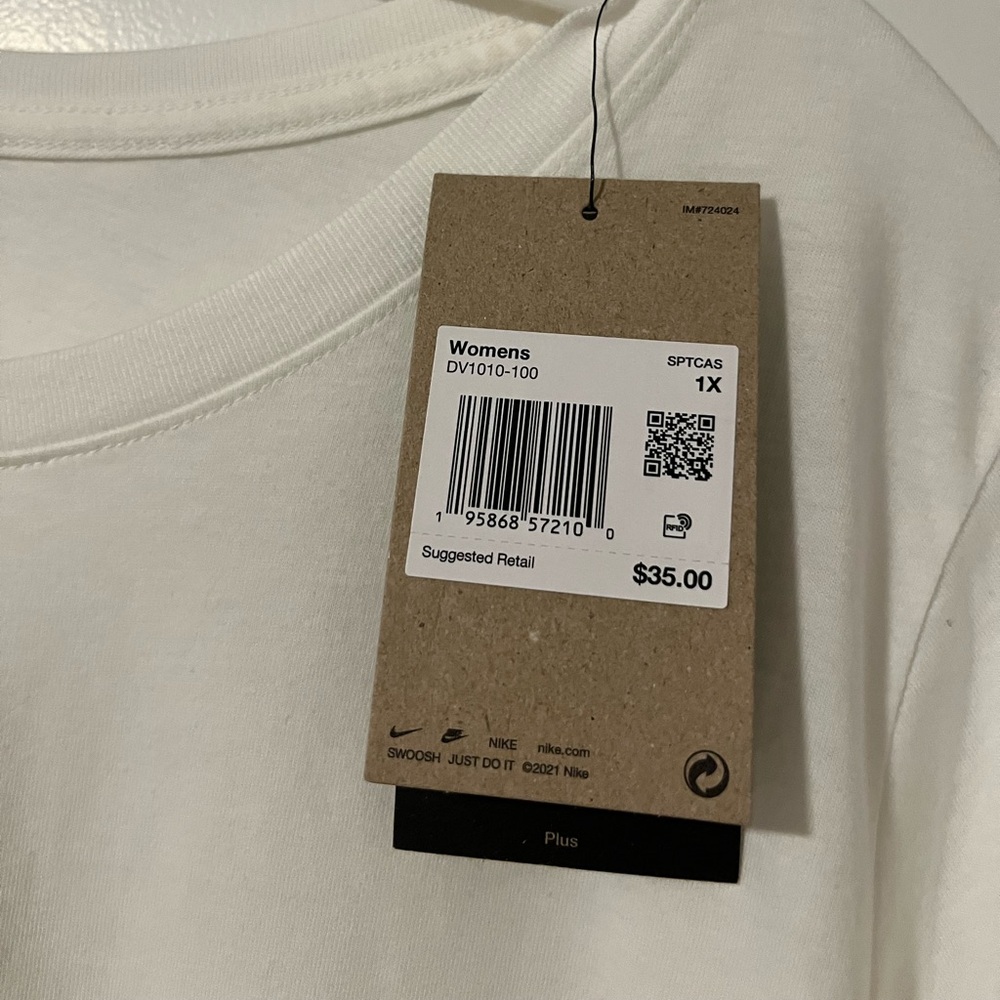 IM#724024
Womens
SPTCAS
DV1010-100
1X
1 95868 57210 0
RFID
Suggested Retail
$35.00
NIKE nike.com
SWOOSH JUST DO IT ©2021 Nike
Plus